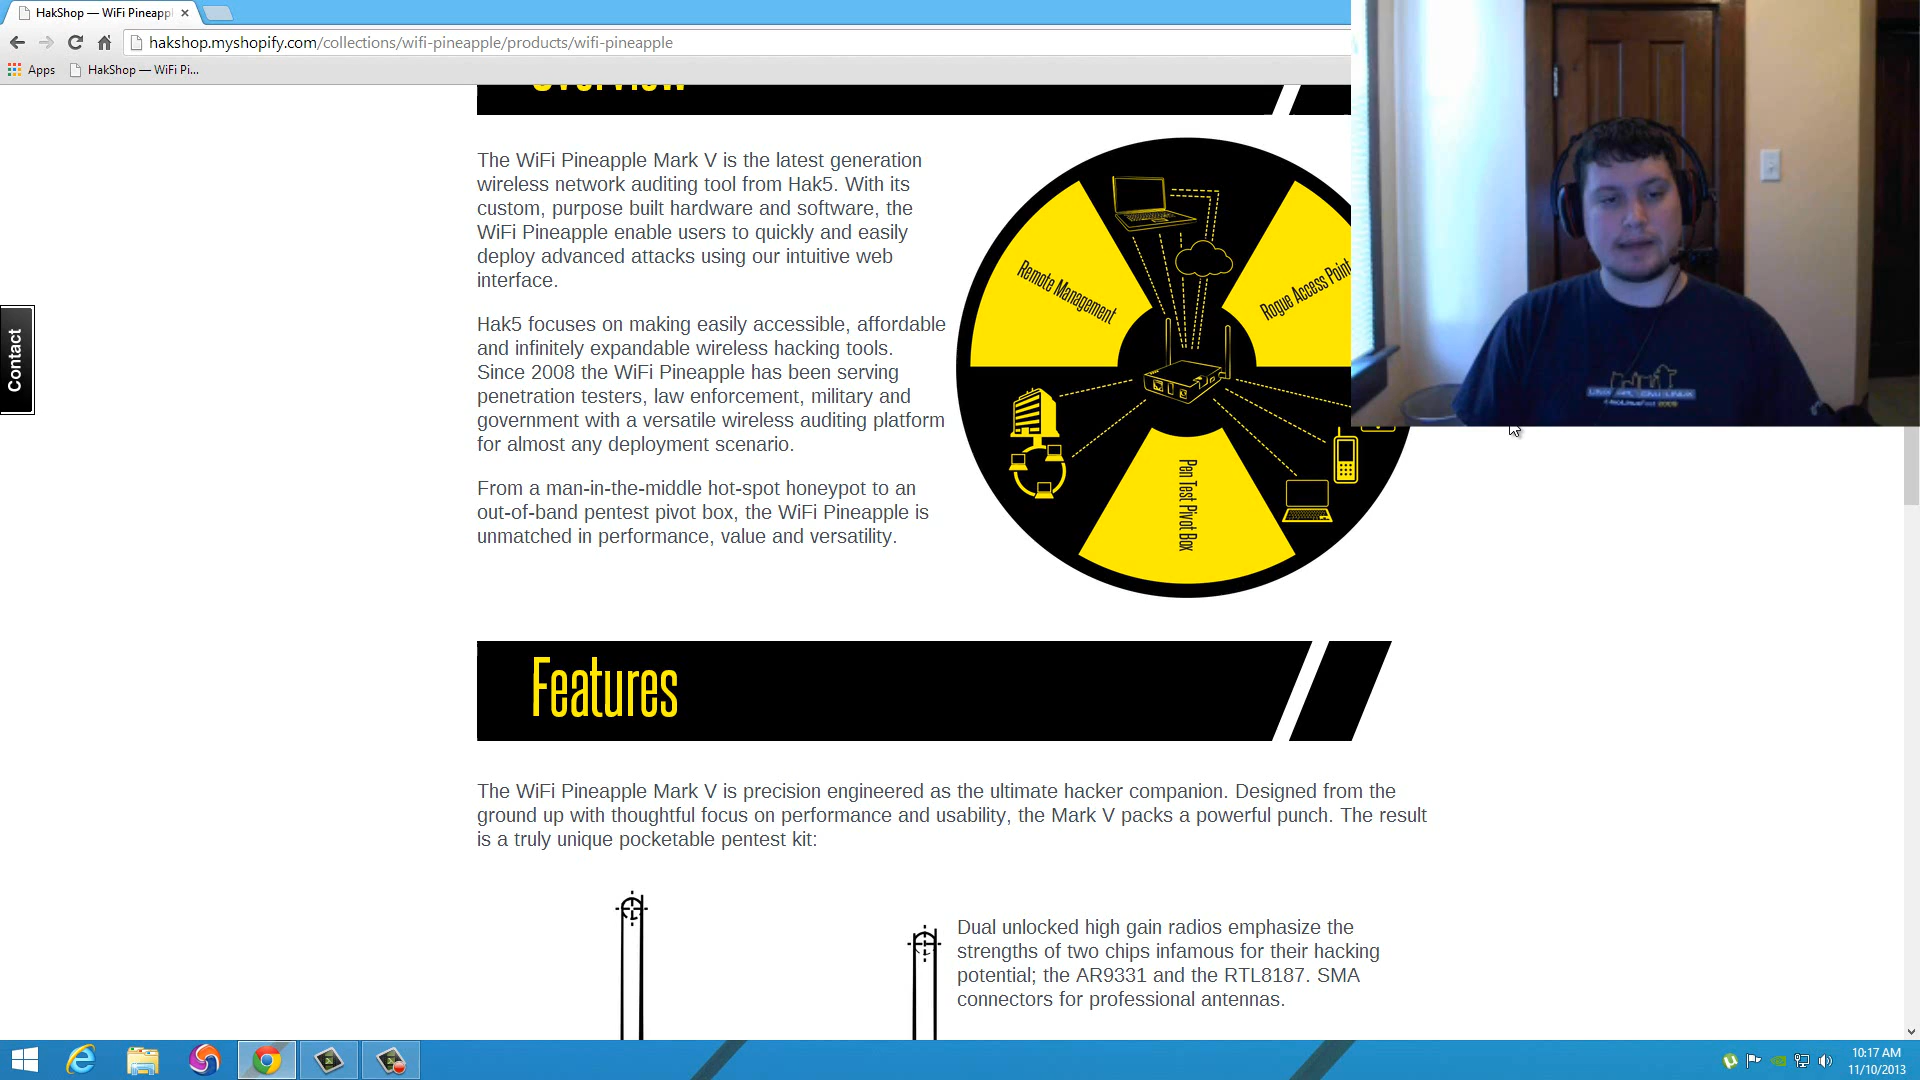 HakShop — WiFi Pineapp
hakshop.myshopify.com/collections/wifi-pineapple/products/wifi-pineapple
Apps
HakShop — WiFi Pi...
Overview
Contact
The WiFi Pineapple Mark V is the latest generation
wireless network auditing tool from Hak5. With its
custom, purpose built hardware and software, the
WiFi Pineapple enable users to quickly and easily
deploy advanced attacks using our intuitive web
interface.
Hak5 focuses on making easily accessible, affordable
and infinitely expandable wireless hacking tools.
Since 2008 the WiFi Pineapple has been serving
penetration testers, law enforcement, military and
government with a versatile wireless auditing platform
for almost any deployment scenario.
From a man-in-the-middle hot-spot honeypot to an
out-of-band pentest pivot box, the WiFi Pineapple is
unmatched in performance, value and versatility.
Remote Management
Rogue Access Point
Pen Test Pivot Box
Features
The WiFi Pineapple Mark V is precision engineered as the ultimate hacker companion. Designed from the
ground up with thoughtful focus on performance and usability, the Mark V packs a powerful punch. The result
is a truly unique pocketable pentest kit:
Dual unlocked high gain radios emphasize the
strengths of two chips infamous for their hacking
potential; the AR9331 and the RTL8187. SMA
connectors for professional antennas.
10:17 AM
11/10/2013